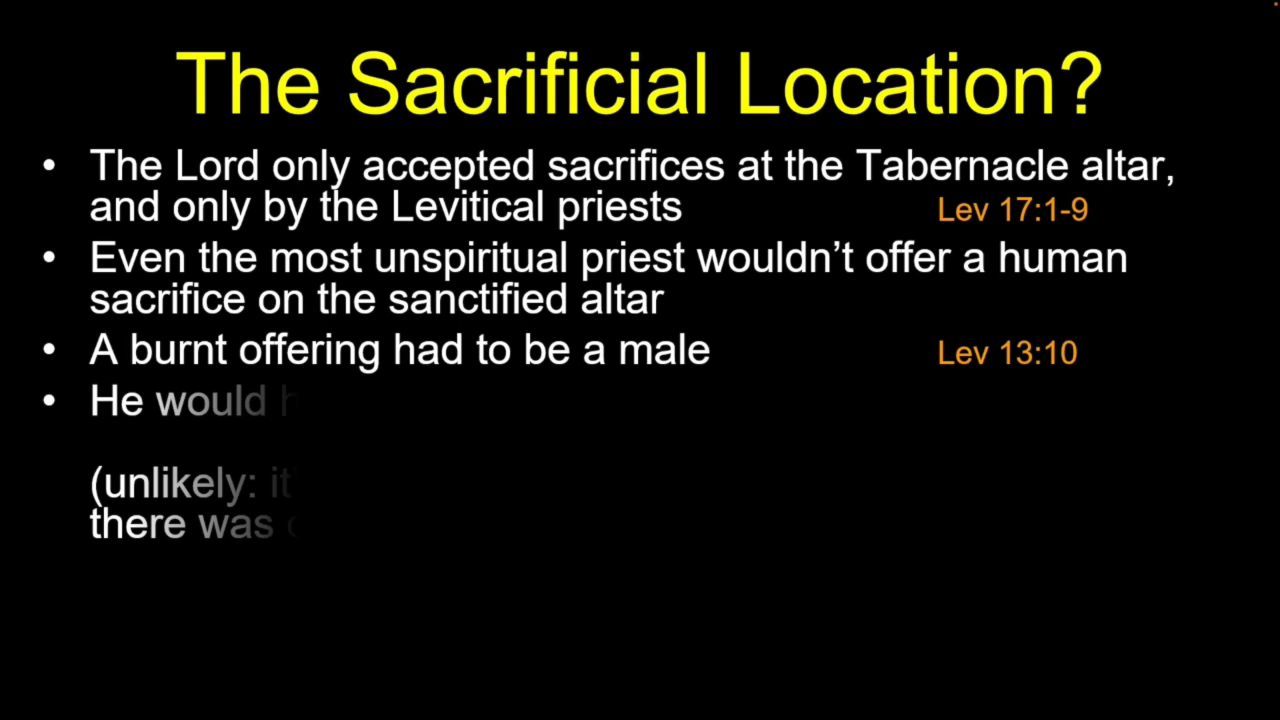 The Sacrificial Location?
• The Lord only accepted sacrifices at the Tabernacle altar,
and only by the Levitical priests Lev 17:1-9
• Even the most unspiritual priest wouldn’t offer a human
sacrifice on the sanctified altar
• A burnt offering had to be a male Lev 13:10
• He would
(unlikely: it
there was